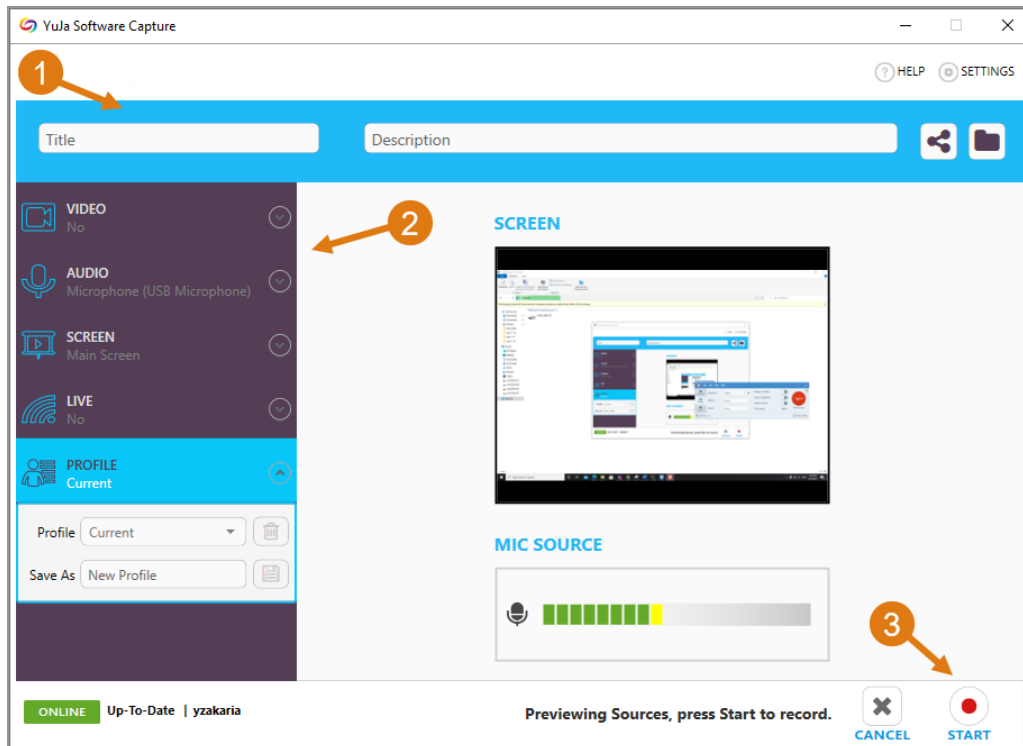 YuJa Software Capture
1
HELP SETTINGS
Title Description
VIDEO
No
2
SCREEN
AUDIO
Microphone (USB Microphone)
SCREEN
Main Screen
LIVE
No
PROFILE
Current
Profile Current
Save As New Profile
MIC SOURCE
3
ONLINE Up-To-Date | yzakaria
Previewing Sources, press Start to record.
CANCEL START